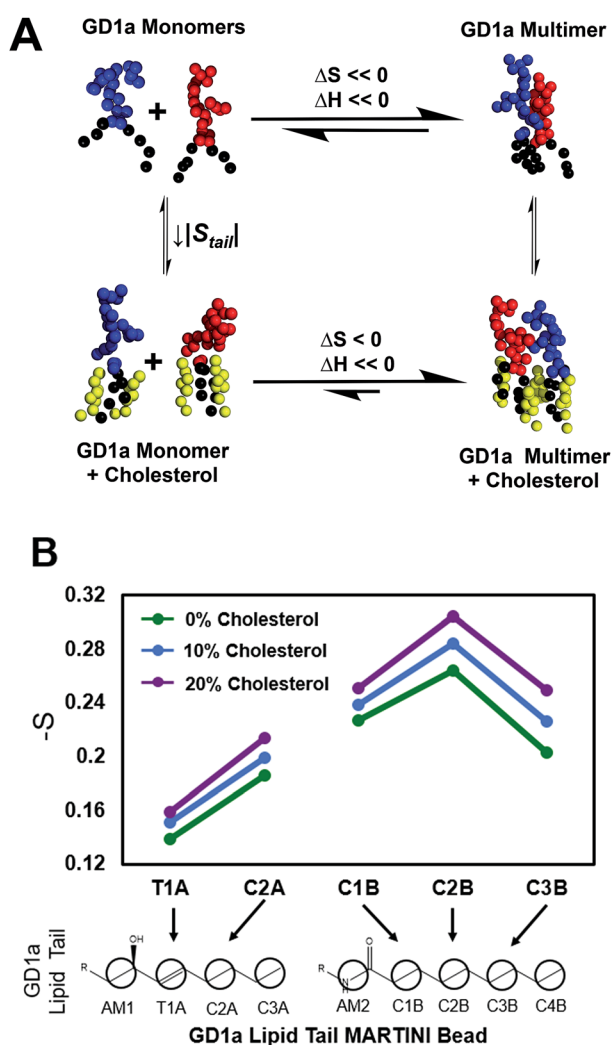 A
GD1a Monomers
GD1a Multimer
+
ΔS << 0
ΔH << 0
↓|S_tail|
+
ΔS < 0
ΔH << 0
GD1a Monomer
+ Cholesterol
GD1a Multimer
+ Cholesterol
B
0.32
0.28
0.24
0.2
0.16
0.12
-S
0% Cholesterol
10% Cholesterol
20% Cholesterol
T1A C2A C1B C2B C3B
GD1a
Lipid Tail
R OH
AM1 T1A C2A C3A
R N H O
AM2 C1B C2B C3B C4B
GD1a Lipid Tail MARTINI Bead